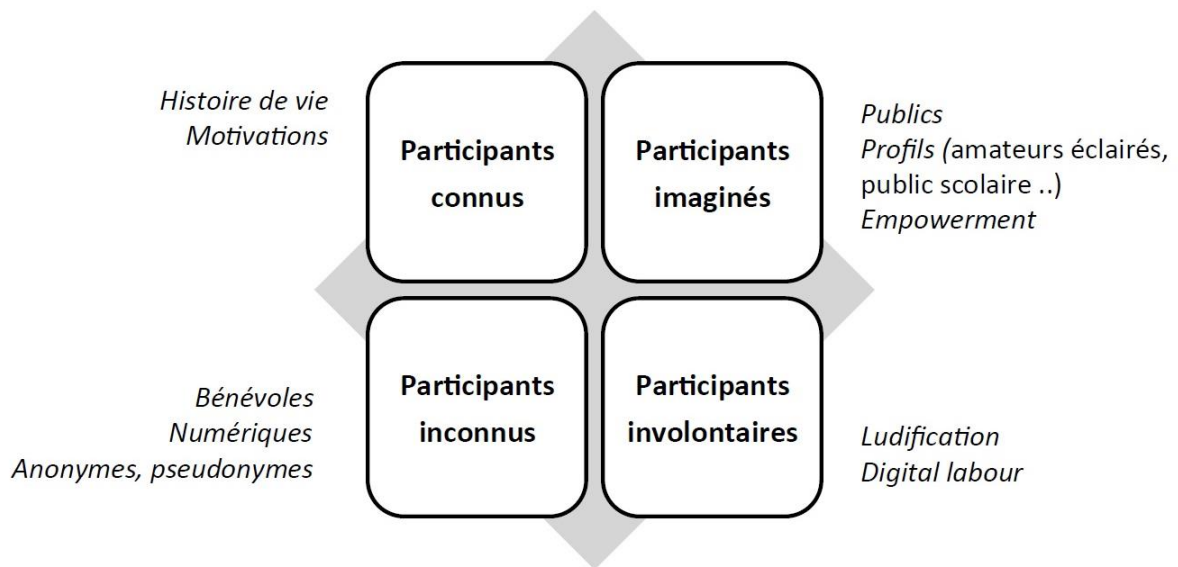 Histoire de vie
Motivations
Participants
connus
Participants
imaginés
Publics
Profils (amateurs éclairés,
public scolaire ..)
Empowerment
Bénévoles
Numériques
Anonymes, pseudonymes
Participants
inconnus
Participants
involontaires
Ludification
Digital labour